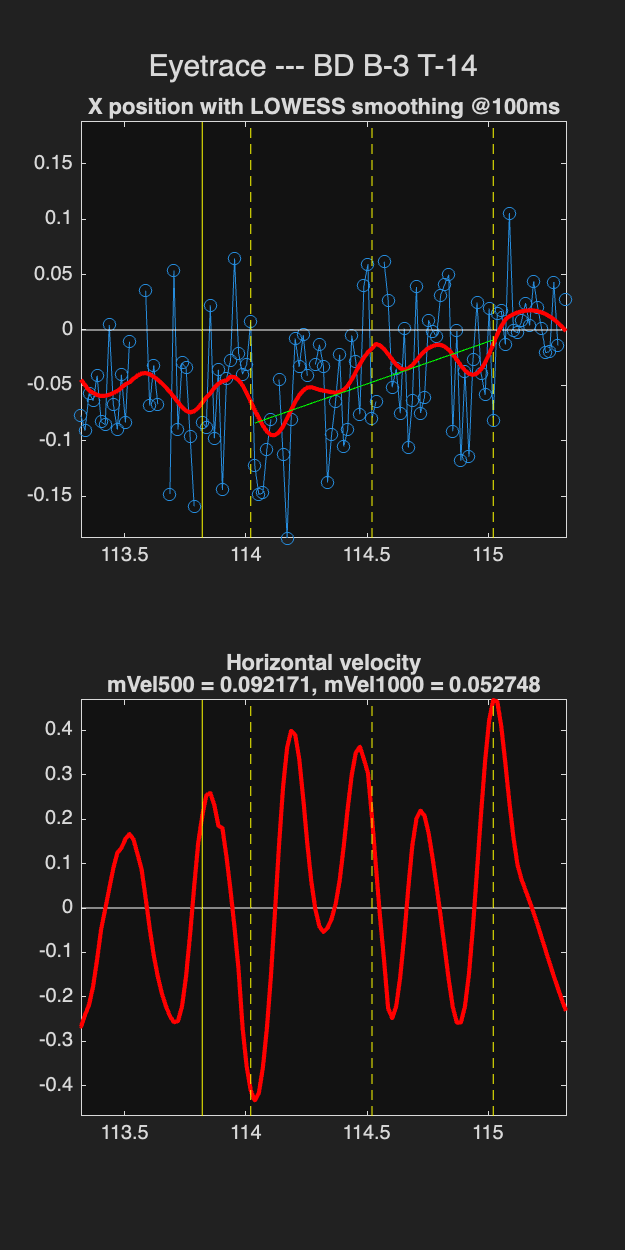 Eyetrace --- BD B-3 T-14
X position with LOWESS smoothing @100ms
0.15
0.1
0.05
0
-0.05
-0.1
-0.15
113.5 114 114.5 115
Horizontal velocity
mVel500 = 0.092171, mVel1000 = 0.052748
0.4
0.3
0.2
0.1
0
-0.1
-0.2
-0.3
-0.4
113.5 114 114.5 115